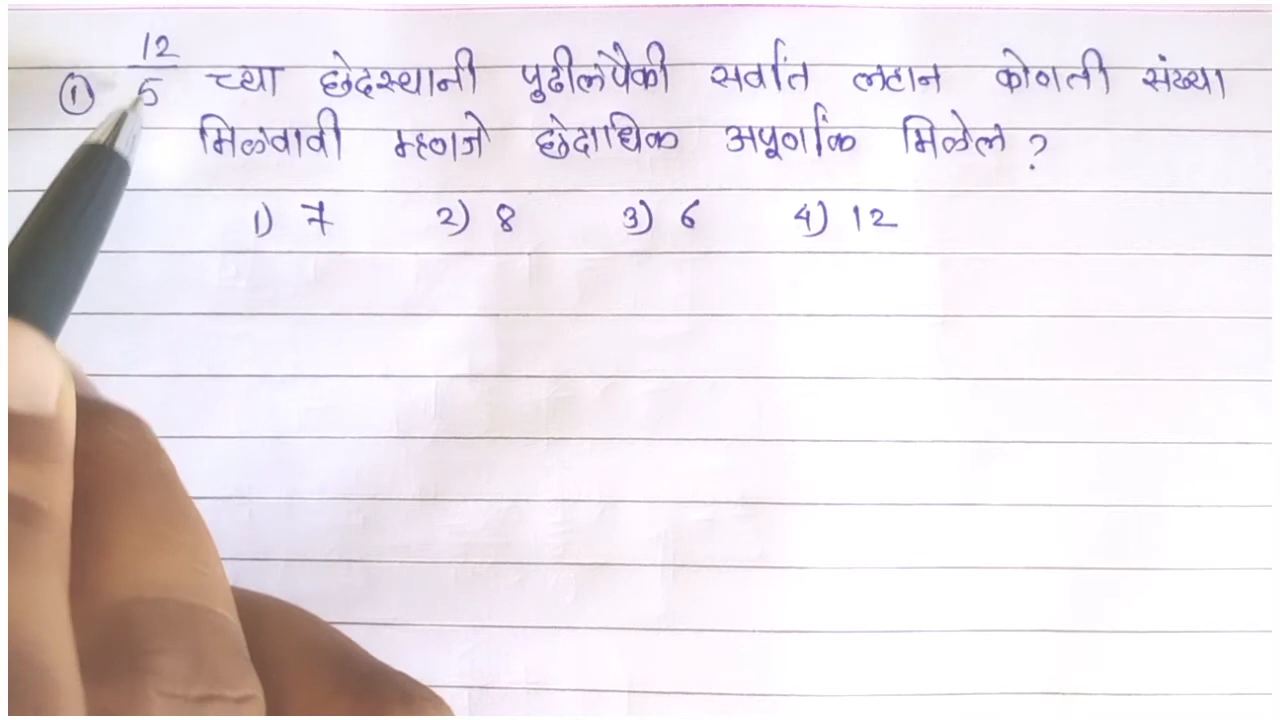 ① 12/5 च्या छेदस्थानी पुढीलपैकी सर्वात लहान कोणती संख्या
मिळवावी म्हणजे छेदाधिक अपूर्णांक मिळेल ?
1) 7 2) 8 3) 6 4) 12